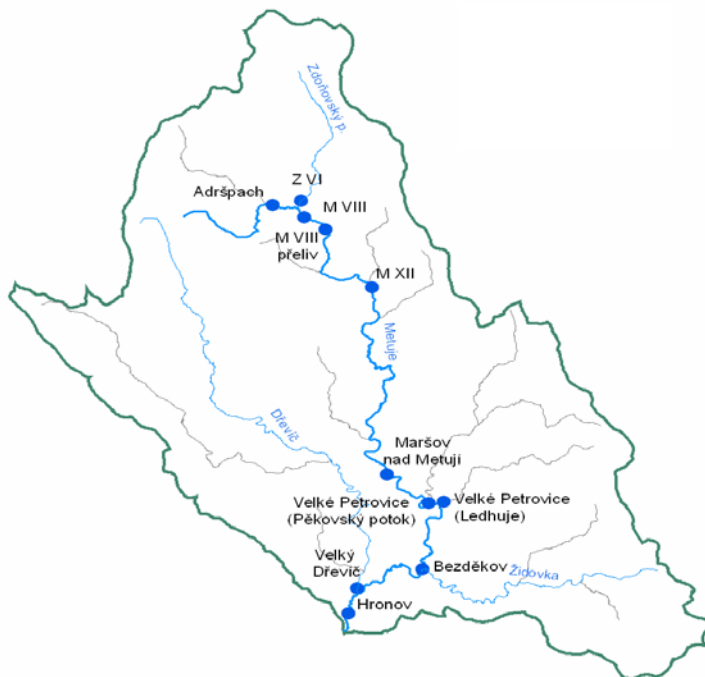 Zdoňovský p.
Adršpach
Z VI
M VIII
M VIII
přeliv
M XII
Metuje
Dřevíč
Maršov
nad Metují
Velké Petrovice
(Pěkovský potok)
Velké Petrovice
(Ledhuje)
Velký
Dřevíč
Bezděkov
Židovka
Hronov